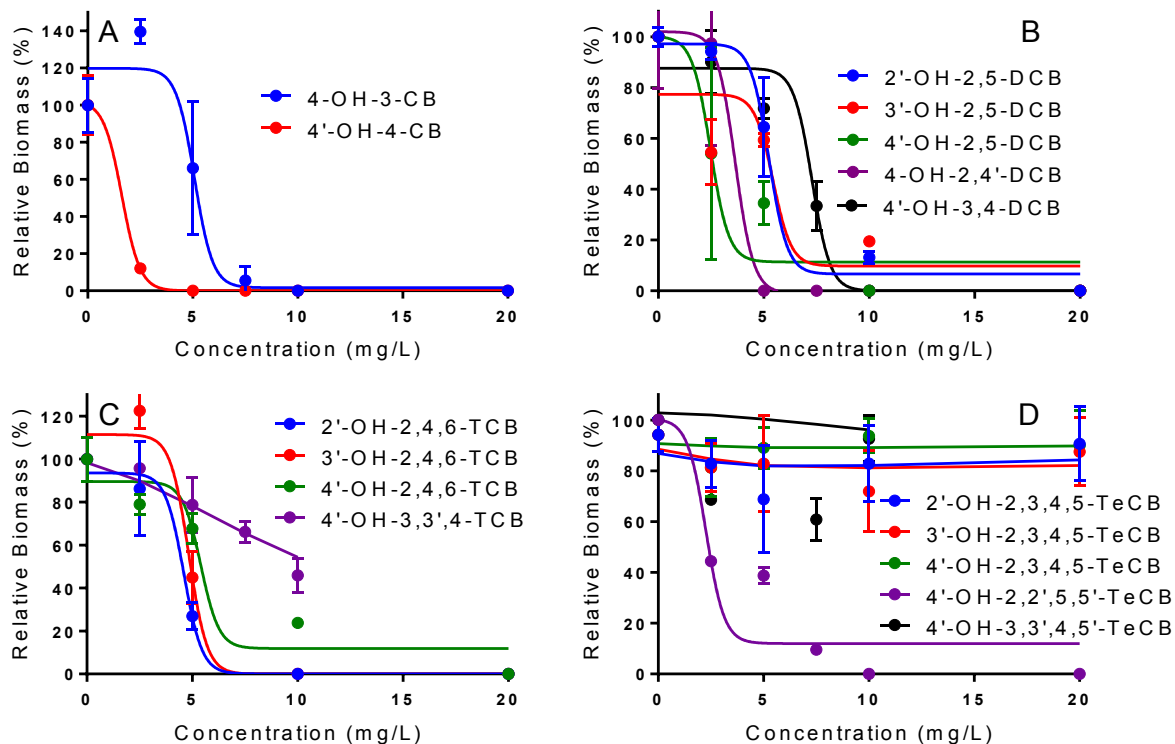 A
Relative Biomass (%)
140
120
100
80
60
40
20
0
4-OH-3-CB
4'-OH-4-CB
0 5 10 15 20
Concentration (mg/L)
B
Relative Biomass (%)
100
80
60
40
20
0
2'-OH-2,5-DCB
3'-OH-2,5-DCB
4'-OH-2,5-DCB
4-OH-2,4'-DCB
4'-OH-3,4-DCB
0 5 10 15 20
Concentration (mg/L)
C
Relative Biomass (%)
120
100
80
60
40
20
0
2'-OH-2,4,6-TCB
3'-OH-2,4,6-TCB
4'-OH-2,4,6-TCB
4'-OH-3,3',4-TCB
0 5 10 15 20
Concentration (mg/L)
D
Relative Biomass (%)
100
80
60
40
20
0
2'-OH-2,3,4,5-TeCB
3'-OH-2,3,4,5-TeCB
4'-OH-2,3,4,5-TeCB
4'-OH-2,2',5,5'-TeCB
4'-OH-3,3',4,5'-TeCB
0 5 10 15 20
Concentration (mg/L)